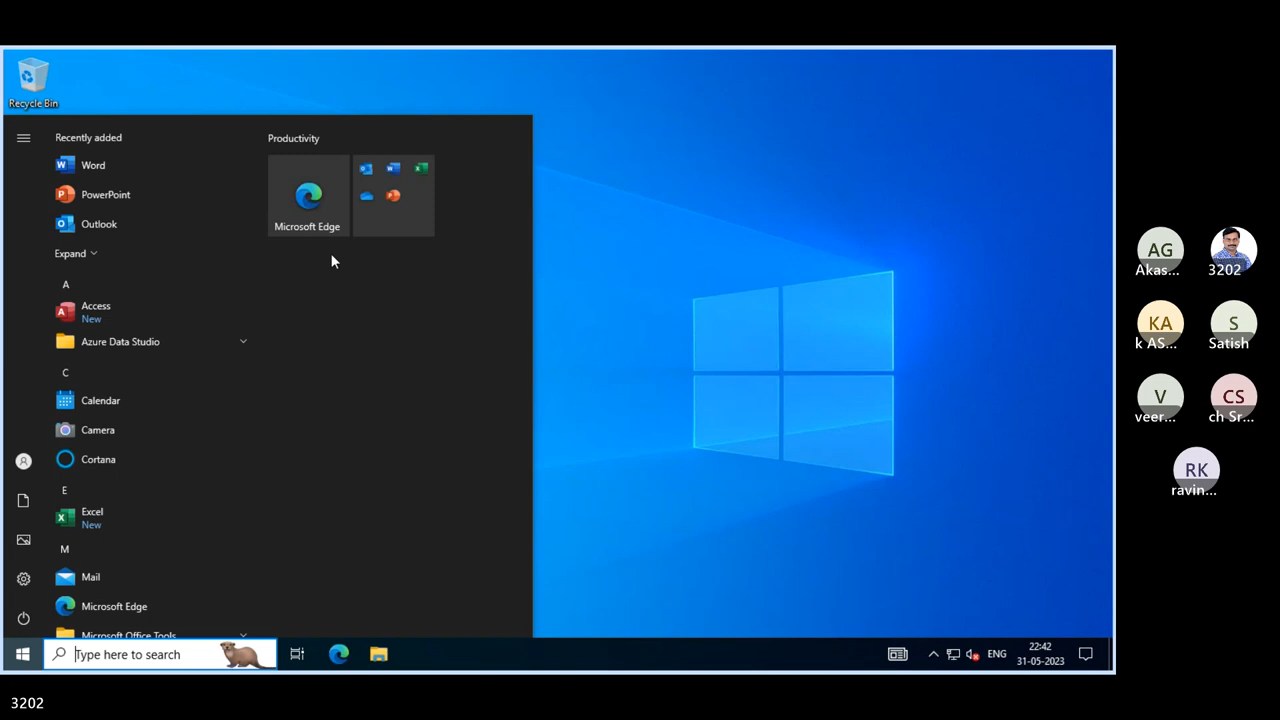 Recycle Bin
Recently added
Word
PowerPoint
Outlook
Expand
A
Access
New
Azure Data Studio
C
Calendar
Camera
Cortana
E
Excel
New
M
Mail
Microsoft Edge
Microsoft Office Tools
Productivity
Microsoft Edge
Type here to search
ENG
22:42
31-05-2023
AG
Akas...
3202
KA
k AS...
S
Satish
V
veer...
CS
ch Sr...
RK
ravin...
3202